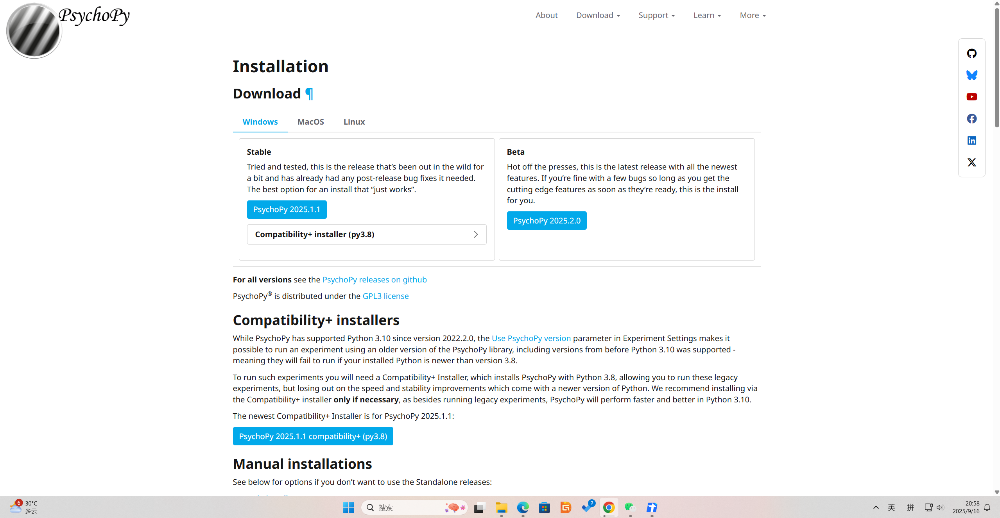 PsychoPy
About Download Support Learn More
Installation
Download ¶
Windows MacOS Linux
Stable
Tried and tested, this is the release that’s been out in the wild for
a bit and has already had any post-release bug fixes it needed.
The best option for an install that “just works”.
PsychoPy 2025.1.1
Compatibility+ installer (py3.8)
Beta
Hot off the presses, this is the latest release with all the newest
features. If you’re fine with a few bugs so long as you get the
cutting edge features as soon as they’re ready, this is the install
for you.
PsychoPy 2025.2.0
For all versions see the PsychoPy releases on github
PsychoPy® is distributed under the GPL3 license
Compatibility+ installers
While PsychoPy has supported Python 3.10 since version 2022.2.0, the Use PsychoPy version parameter in Experiment Settings makes it
possible to run an experiment using an older version of the PsychoPy library, including versions from before Python 3.10 was supported -
meaning they will fail to run if your installed Python is newer than version 3.8.
To run such experiments you will need a Compatibility+ Installer, which installs PsychoPy with Python 3.8, allowing you to run these legacy
experiments, but losing out on the speed and stability improvements which come with a newer version of Python. We recommend installing via
the Compatibility+ installer only if necessary, as besides running legacy experiments, PsychoPy will perform faster and better in Python 3.10.
The newest Compatibility+ Installer is for PsychoPy 2025.1.1:
PsychoPy 2025.1.1 compatibility+ (py3.8)
Manual installations
See below for options if you don’t want to use the Standalone releases:
6
30°C
多云
搜索
2
英 拼
20:58
2025/9/16